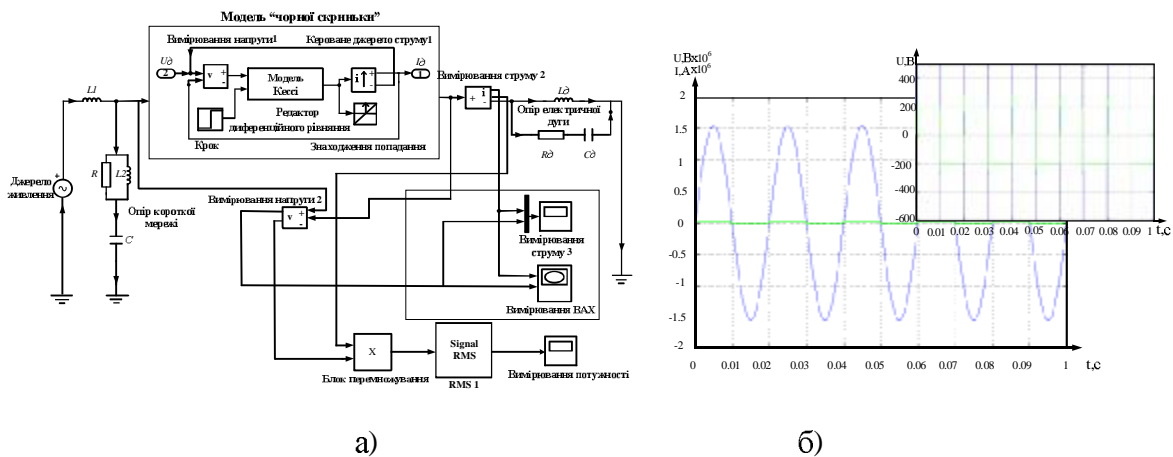 Модель “чорної скриньки”
Вимірювання напруги1
Кероване джерело струму1
Uд
2
v
+
-
Модель
Кессі
i
+
-
Iд
1
Редактор
диференційного рівняння
Крок
Знаходження попадання
L1
Вимірювання струму 2
+
i
-
Lд
Опір електричної
дуги
Rд
Cд
Джерело
живлення
+
R
L2
Опір короткої
мережі
C
Вимірювання напруги 2
v
+
-
Вимірювання
струму 3
Вимірювання ВАХ
X
Блок перемножування
Signal
RMS
RMS 1
Вимірювання потужності
а)
U,Вx10⁶
I,Аx10⁶
2
1.5
1
0.5
0
-0.5
-1
-1.5
-2
0 0.01 0.02 0.03 0.04 0.05 0.06 0.07 0.08 0.09 1
t,c
U,В
400
200
0
-200
-400
-600
0 0.01 0.02 0.03 0.04 0.05 0.06 0.07 0.08 0.09 1
t,c
б)